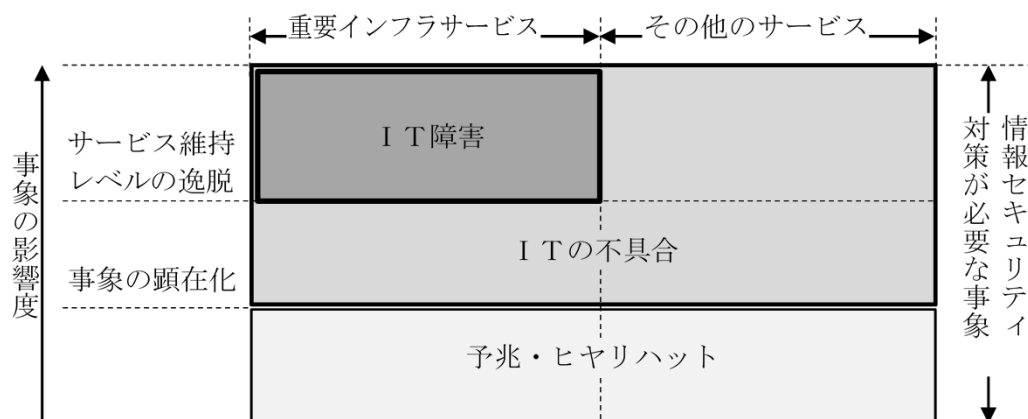 重要インフラサービス
その他のサービス
事象の影響度
サービス維持
レベルの逸脱
事象の顕在化
IT障害
ITの不具合
予兆・ヒヤリハット
情報セキュリティ
対策が必要な事象